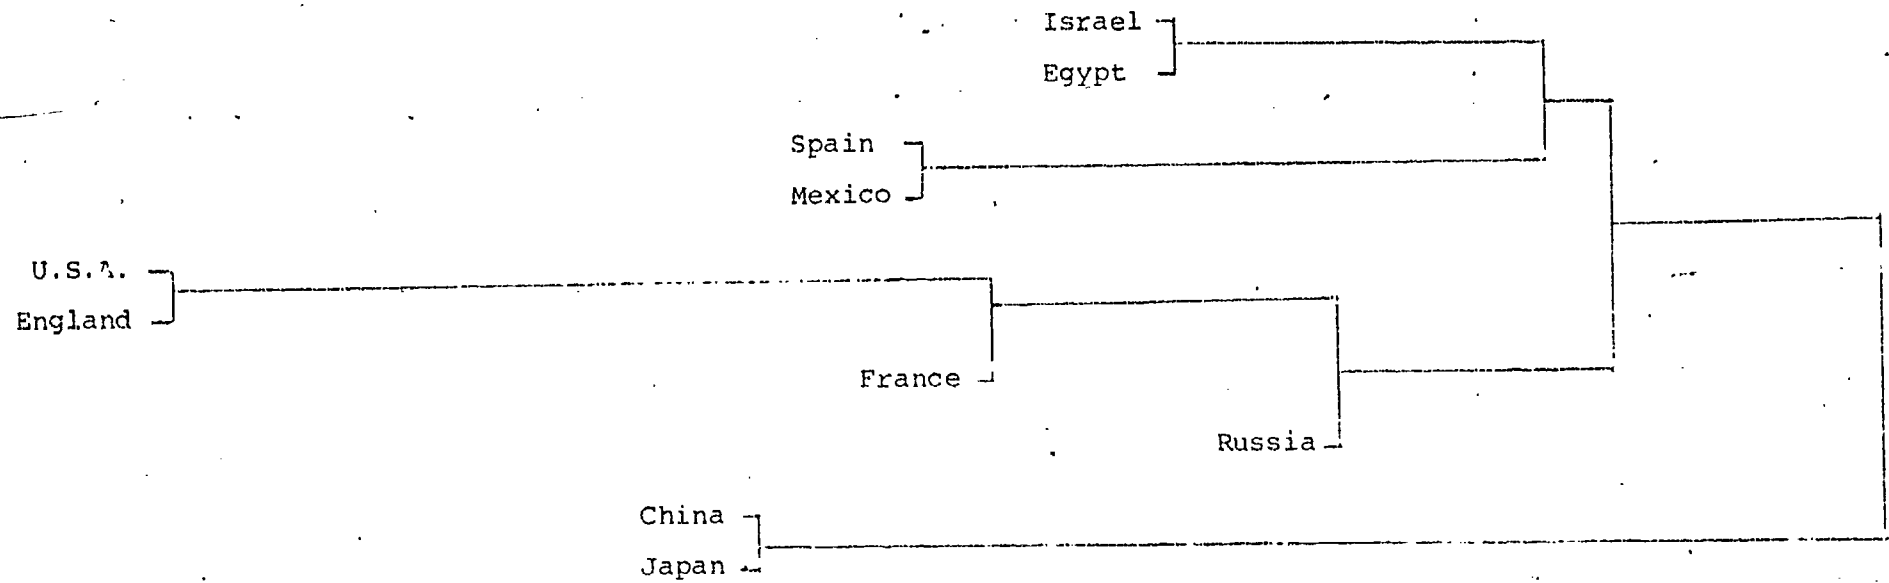 Israel
Egypt
Spain
Mexico
U.S.A.
England
France
Russia
China
Japan